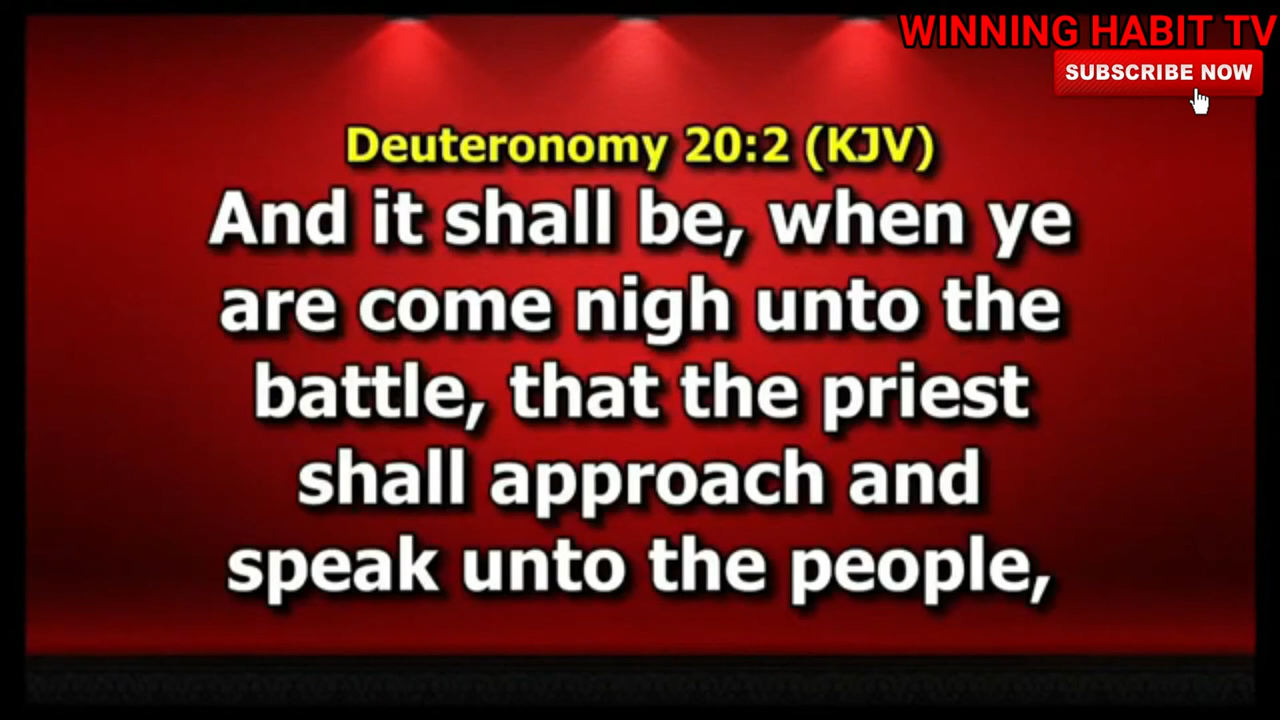 WINNING HABIT TV
SUBSCRIBE NOW
Deuteronomy 20:2 (KJV)
And it shall be, when ye
are come nigh unto the
battle, that the priest
shall approach and
speak unto the people,